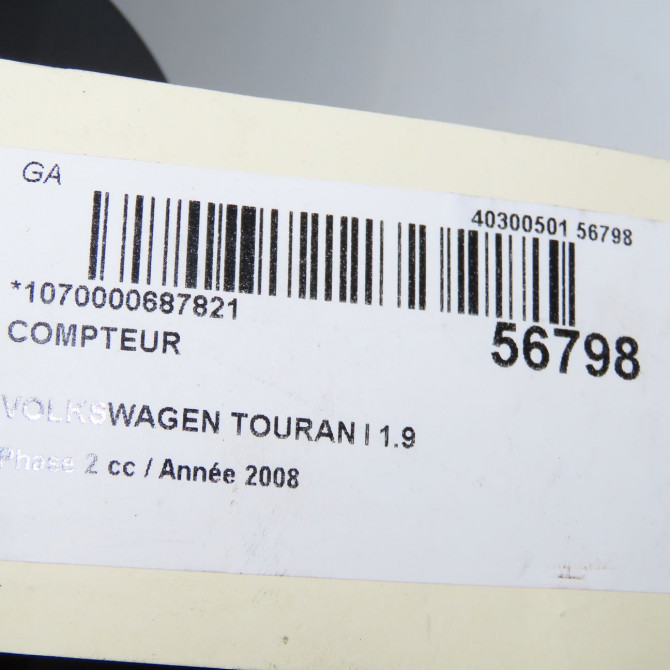 GA
40300501 56798
*1070000687821
56798
COMPTEUR
VOLKSWAGEN TOURAN I 1.9
Phase 2 cc / Année 2008